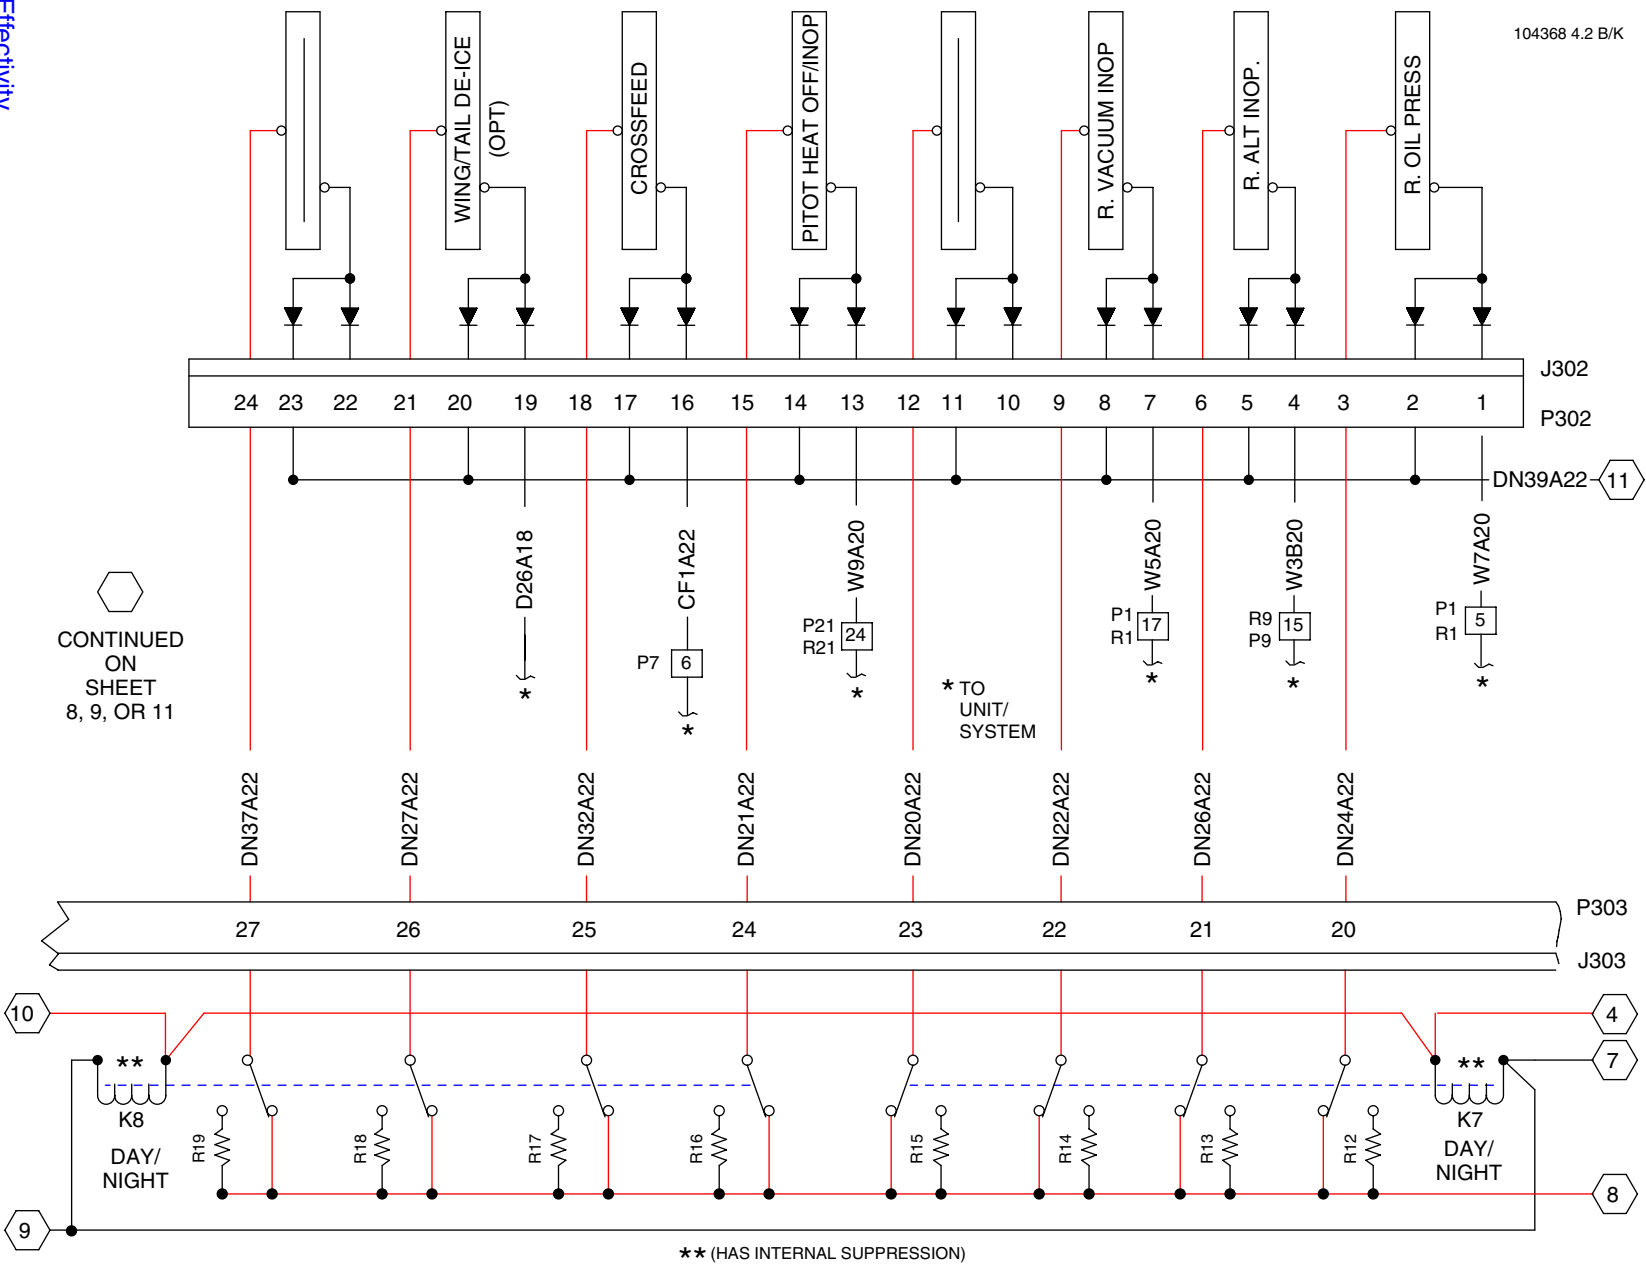 Effectivity
104368 4.2 B/K
WING/TAIL DE-ICE
(OPT)
CROSSFEED
PITOT HEAT OFF/INOP
R. VACUUM INOP
R. ALT INOP.
R. OIL PRESS
J302
24 23 22 21 20 19 18 17 16 15 14 13 12 11 10 9 8 7 6 5 4 3 2 1
P302
DN39A22 11
D26A18
CF1A22
W9A20
W5A20
W3B20
W7A20
P7 6
P21
R21
24
P1
R1
17
R9
P9
15
P1
R1
5
*
*
*
*
*
*
CONTINUED
ON
SHEET
8, 9, OR 11
* TO
UNIT/
SYSTEM
DN37A22
DN27A22
DN32A22
DN21A22
DN20A22
DN22A22
DN26A22
DN24A22
P303
27 26 25 24 23 22 21 20
J303
10
4
** **
7
K8
K7
DAY/
NIGHT
DAY/
NIGHT
R19
R18
R17
R16
R15
R14
R13
R12
8
9
** (HAS INTERNAL SUPPRESSION)